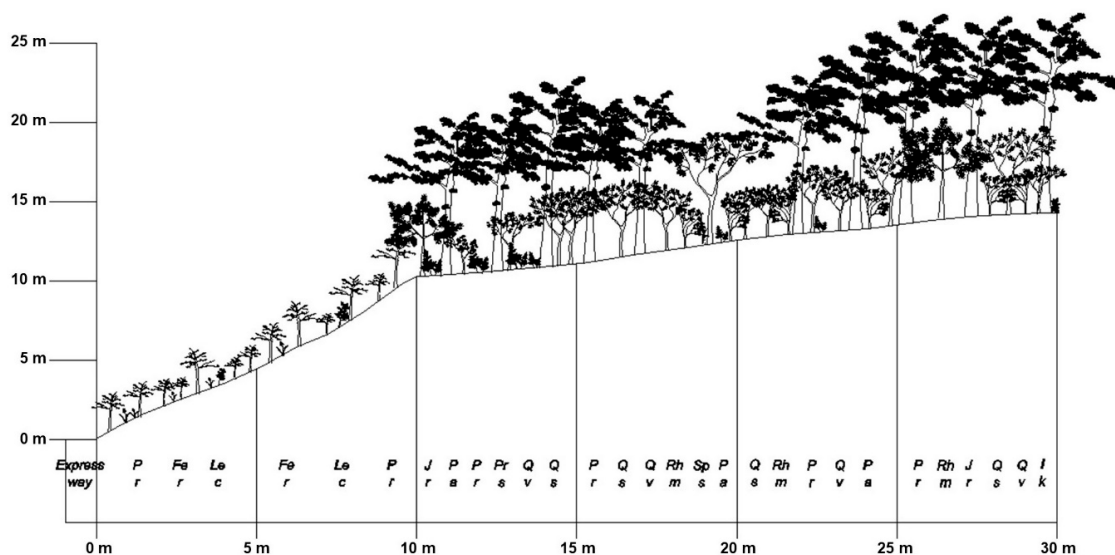 25 m
20 m
15 m
10 m
5 m
0 m
Express P Fe Le Fe Le P J P P Pr Q Q P Q Q Rh Sp P Q Rh P Q P P Rh J Q Q I
way r r c r c r r a r s v s r s v m s a s m r v a r m r s v k
0 m 5 m 10 m 15 m 20 m 25 m 30 m